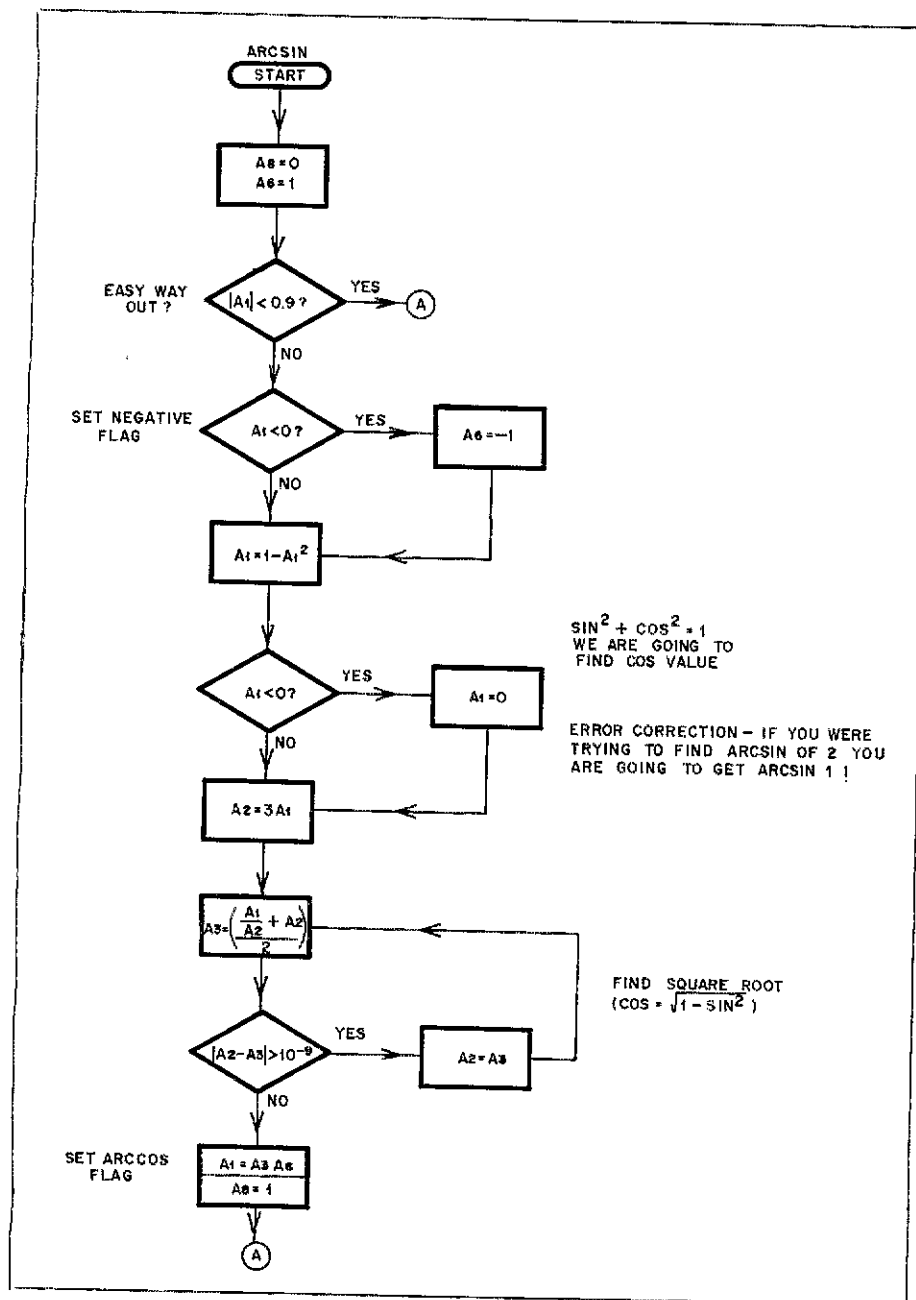 ARCSIN
START
A8=0
A6=1
EASY WAY
OUT?
|A1|<0.9?
YES
A
NO
SET NEGATIVE
FLAG
A1<0?
YES
A6=-1
NO
A1=1-A1²
SIN² + COS² = 1
WE ARE GOING TO
FIND COS VALUE
A1<0?
YES
A1=0
NO
ERROR CORRECTION - IF YOU WERE
TRYING TO FIND ARCSIN OF 2 YOU
ARE GOING TO GET ARCSIN 1 !
A2=3A1
A3=((A1/A2 + A2)/2)
FIND SQUARE ROOT
(COS = √1-SIN²)
|A2-A3|>10⁻⁹
YES
A2=A3
NO
SET ARCCOS
FLAG
A1=A3 A6
A8=1
A